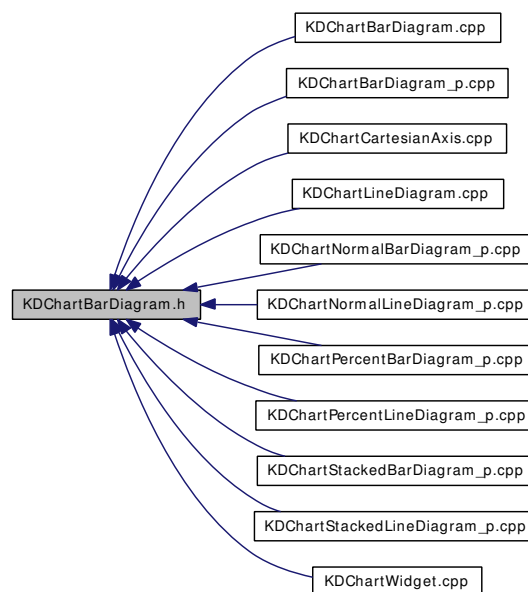 KDChartBarDiagram.cpp
KDChartBarDiagram_p.cpp
KDChartCartesianAxis.cpp
KDChartLineDiagram.cpp
KDChartNormalBarDiagram_p.cpp
KDChartBarDiagram.h
KDChartNormalLineDiagram_p.cpp
KDChartPercentBarDiagram_p.cpp
KDChartPercentLineDiagram_p.cpp
KDChartStackedBarDiagram_p.cpp
KDChartStackedLineDiagram_p.cpp
KDChartWidget.cpp